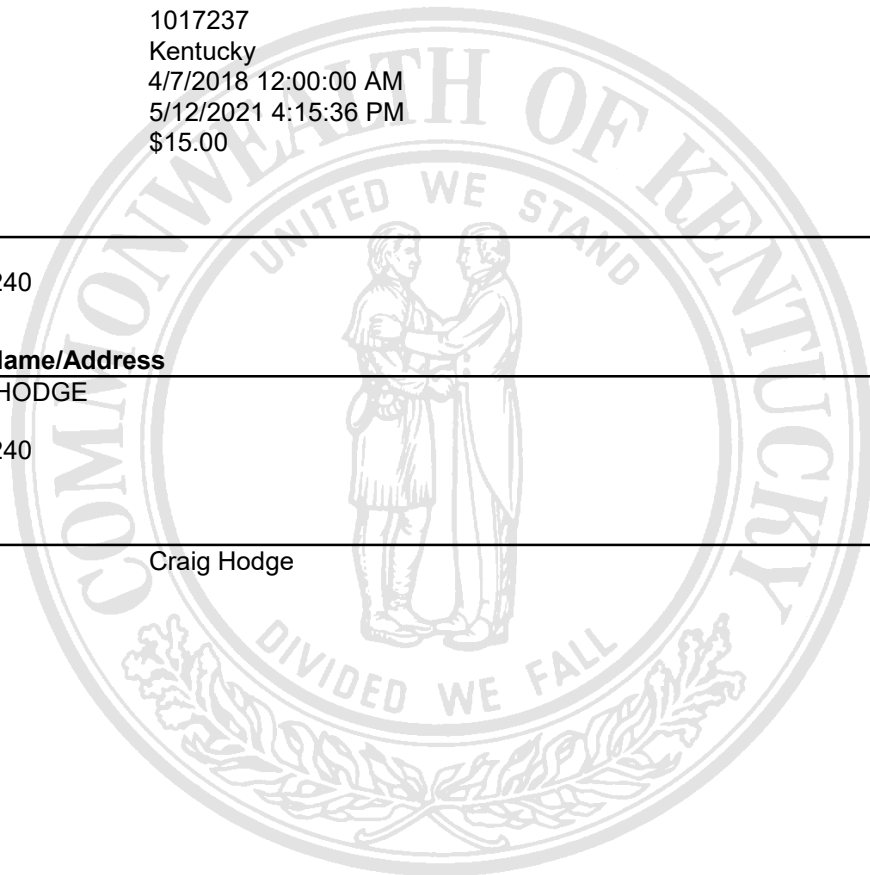 1017237
Kentucky
4/7/2018 12:00:00 AM
5/12/2021 4:15:36 PM
$15.00
COMMONWEALTH OF KENTUCKY
UNITED WE STAND
240
Name/Address
HODGE
240
Craig Hodge
DIVIDED WE FALL